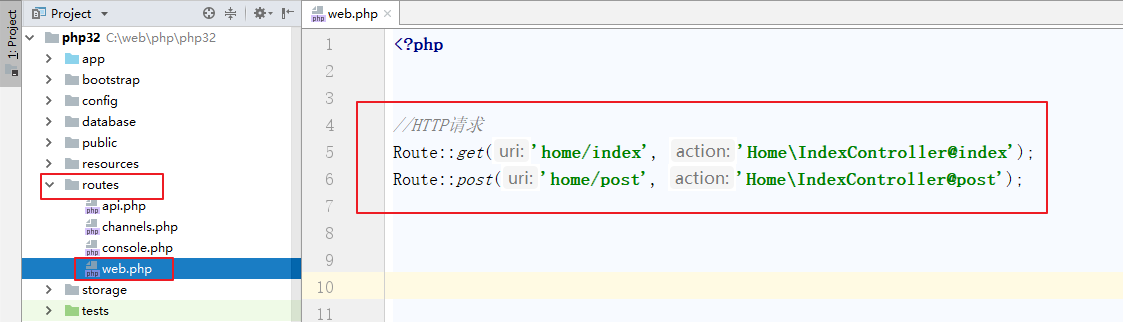 1: Project
Project
web.php
php32 C:\web\php\php32
app
bootstrap
config
database
public
resources
routes
api.php
channels.php
console.php
web.php
storage
tests
1 <?php
2
3
4 //HTTP请求
5 Route::get( uri: 'home/index', action: 'Home\IndexController@index');
6 Route::post( uri: 'home/post', action: 'Home\IndexController@post');
7
8
9
10
11